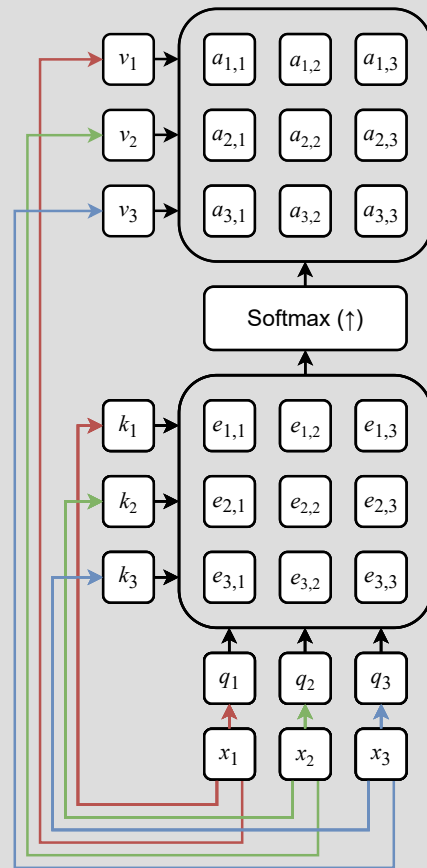 v1 a1,1 a1,2 a1,3
v2 a2,1 a2,2 a2,3
v3 a3,1 a3,2 a3,3
Softmax (↑)
k1 e1,1 e1,2 e1,3
k2 e2,1 e2,2 e2,3
k3 e3,1 e3,2 e3,3
q1 q2 q3
x1 x2 x3